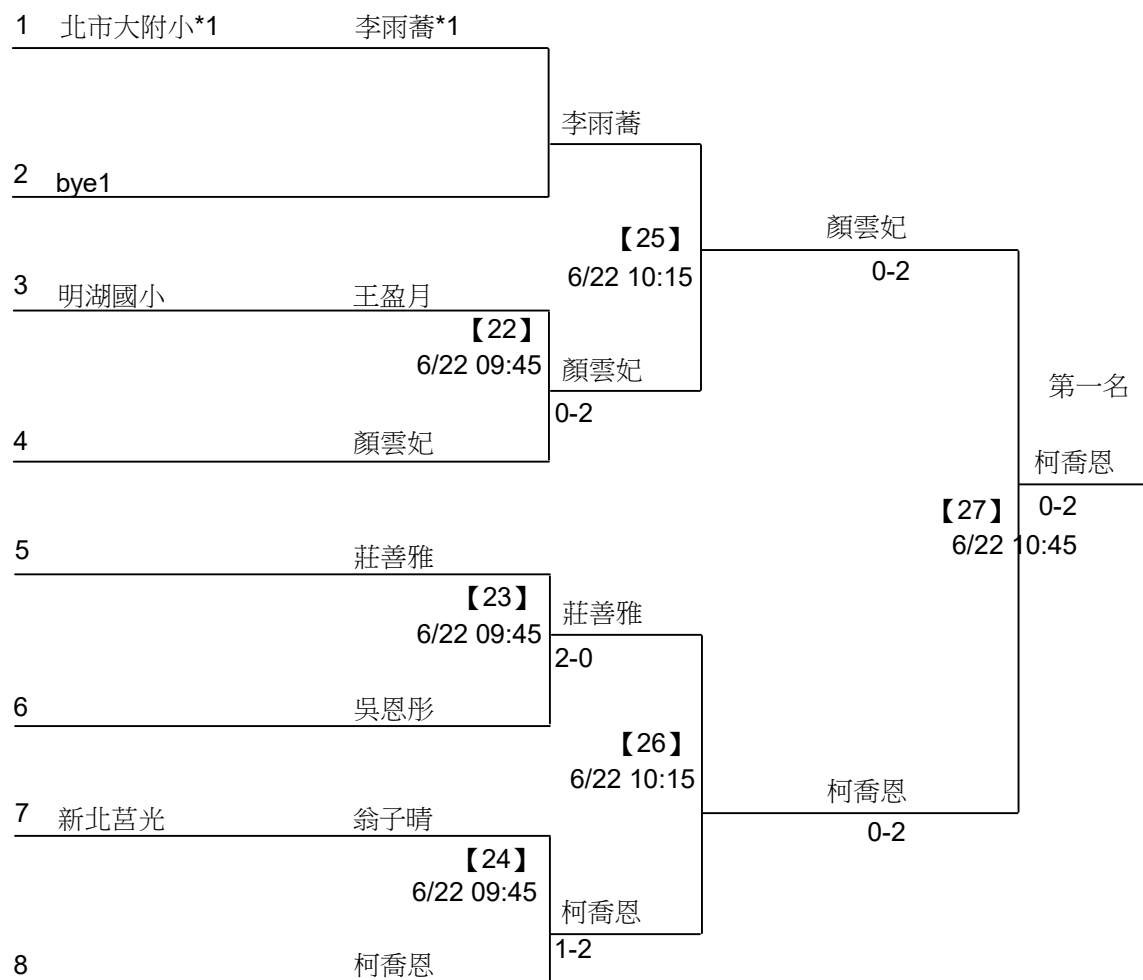 1 北市大附小*1 李雨蕎*1
李雨蕎
2 bye1
【25】
6/22 10:15
顏雲妃
0-2
3 明湖國小 王盈月
【22】
6/22 09:45
顏雲妃
0-2
4 顏雲妃
第一名
柯喬恩
0-2
【27】
6/22 10:45
5 莊善雅
【23】
6/22 09:45
莊善雅
2-0
6 吳恩彤
【26】
6/22 10:15
柯喬恩
0-2
7 新北莒光 翁子晴
【24】
6/22 09:45
柯喬恩
1-2
8 柯喬恩